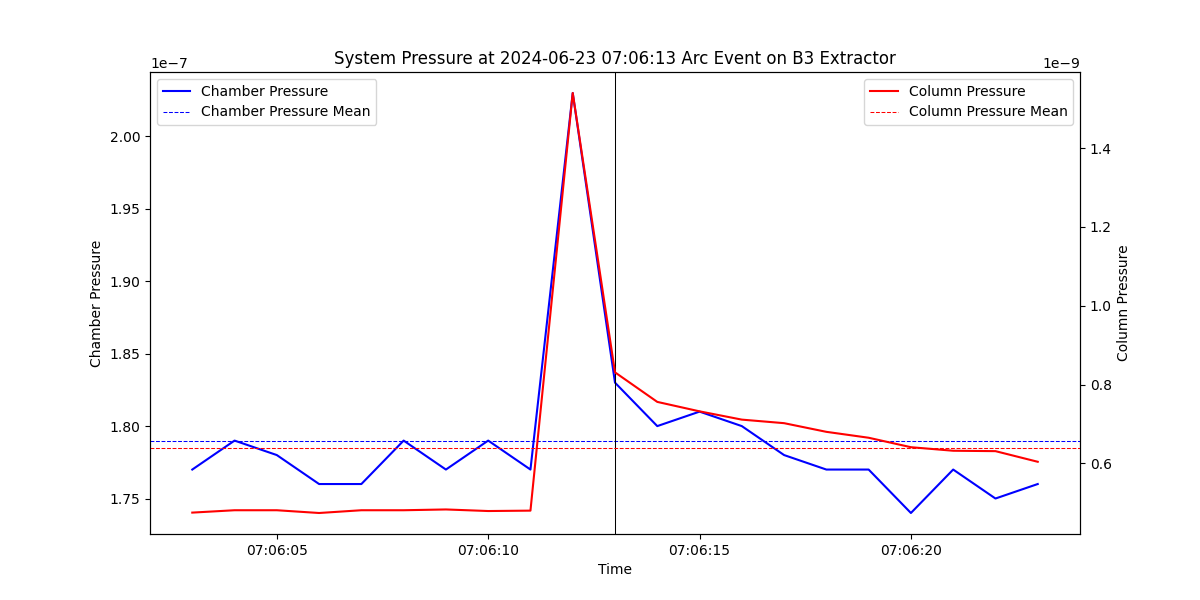 System Pressure at 2024-06-23 07:06:13 Arc Event on B3 Extractor
1e−7
1e−9
Chamber Pressure
Chamber Pressure Mean
Column Pressure
Column Pressure Mean
2.00
1.95
1.90
1.85
1.80
1.75
Chamber Pressure
1.4
1.2
1.0
0.8
0.6
Column Pressure
07:06:05
07:06:10
07:06:15
07:06:20
Time